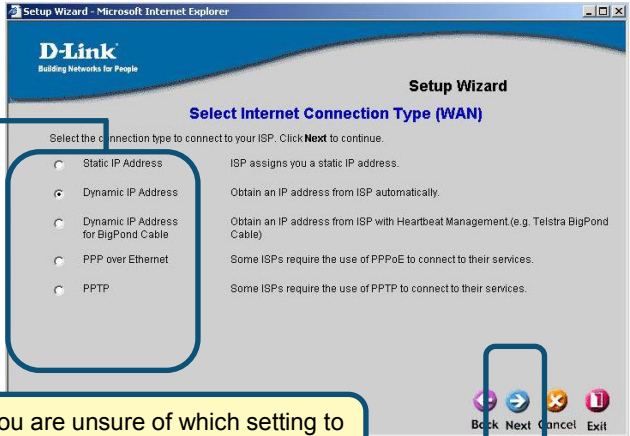 Setup Wizard - Microsoft Internet Explorer
D-Link
Building Networks for People
Setup Wizard
Select Internet Connection Type (WAN)
Select the connection type to connect to your ISP. Click Next to continue.
Static IP Address ISP assigns you a static IP address.
Dynamic IP Address Obtain an IP address from ISP automatically.
Dynamic IP Address Obtain an IP address from ISP with Heartbeat Management.(e.g. Telstra BigPond
for BigPond Cable Cable)
PPP over Ethernet Some ISPs require the use of PPPoE to connect to their services.
PPTP Some ISPs require the use of PPTP to connect to their services.
Back Next Cancel Exit
ou are unsure of which setting to